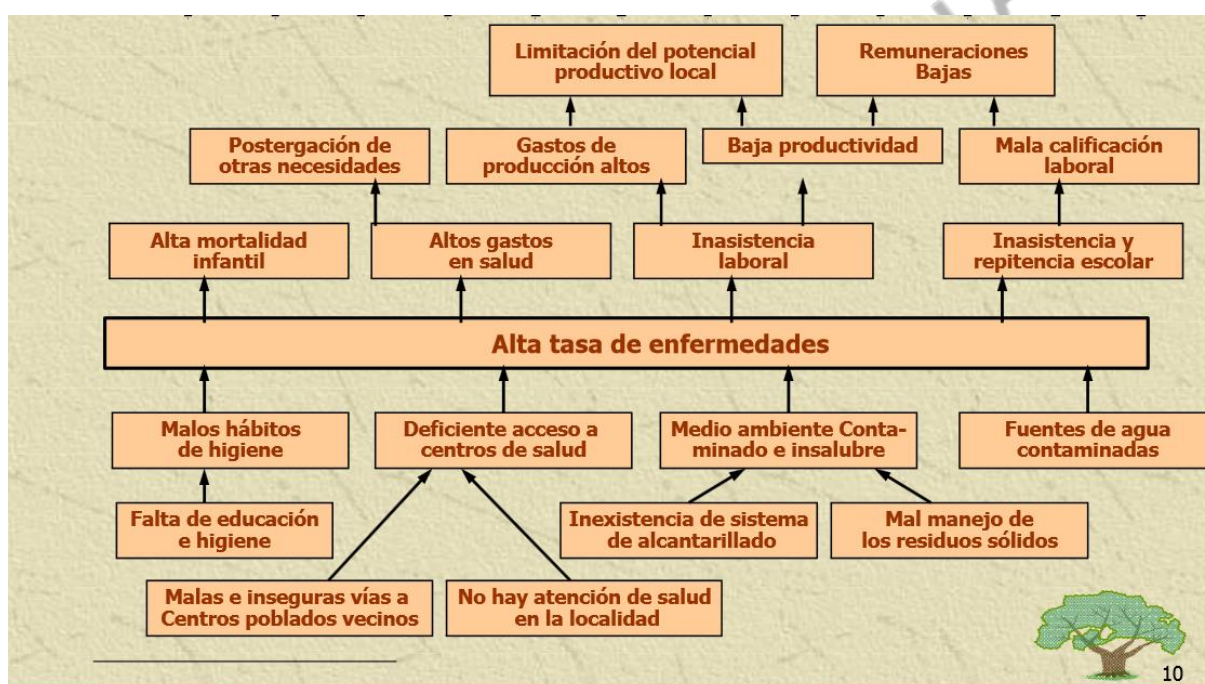 Limitación del potencial
productivo local
Remuneraciones
Bajas
Postergación de
otras necesidades
Gastos de
producción altos
Baja productividad
Mala calificación
laboral
Alta mortalidad
infantil
Altos gastos
en salud
Inasistencia
laboral
Inasistencia y
repitencia escolar
Alta tasa de enfermedades
Malos hábitos
de higiene
Deficiente acceso a
centros de salud
Medio ambiente Conta-
minado e insalubre
Fuentes de agua
contaminadas
Falta de educación
e higiene
Inexistencia de sistema
de alcantarillado
Mal manejo de
los residuos sólidos
Malas e inseguras vías a
Centros poblados vecinos
No hay atención de salud
en la localidad
10